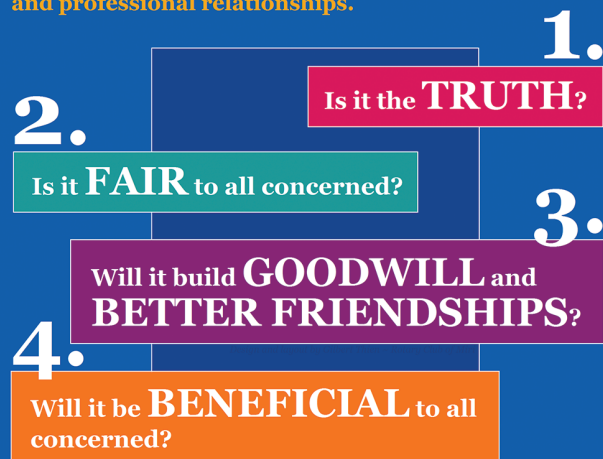 and professional relationships.
1.
Is it the TRUTH?
2.
Is it FAIR to all concerned?
3.
Will it build GOODWILL and
BETTER FRIENDSHIPS?
4.
Will it be BENEFICIAL to all
concerned?